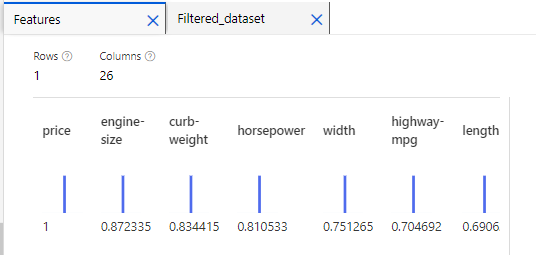 Features
Filtered_dataset
Rows
Columns
1
26
price
engine-
size
curb-
weight
horsepower
width
highway-
mpg
length
1
0.872335
0.834415
0.810533
0.751265
0.704692
0.6906